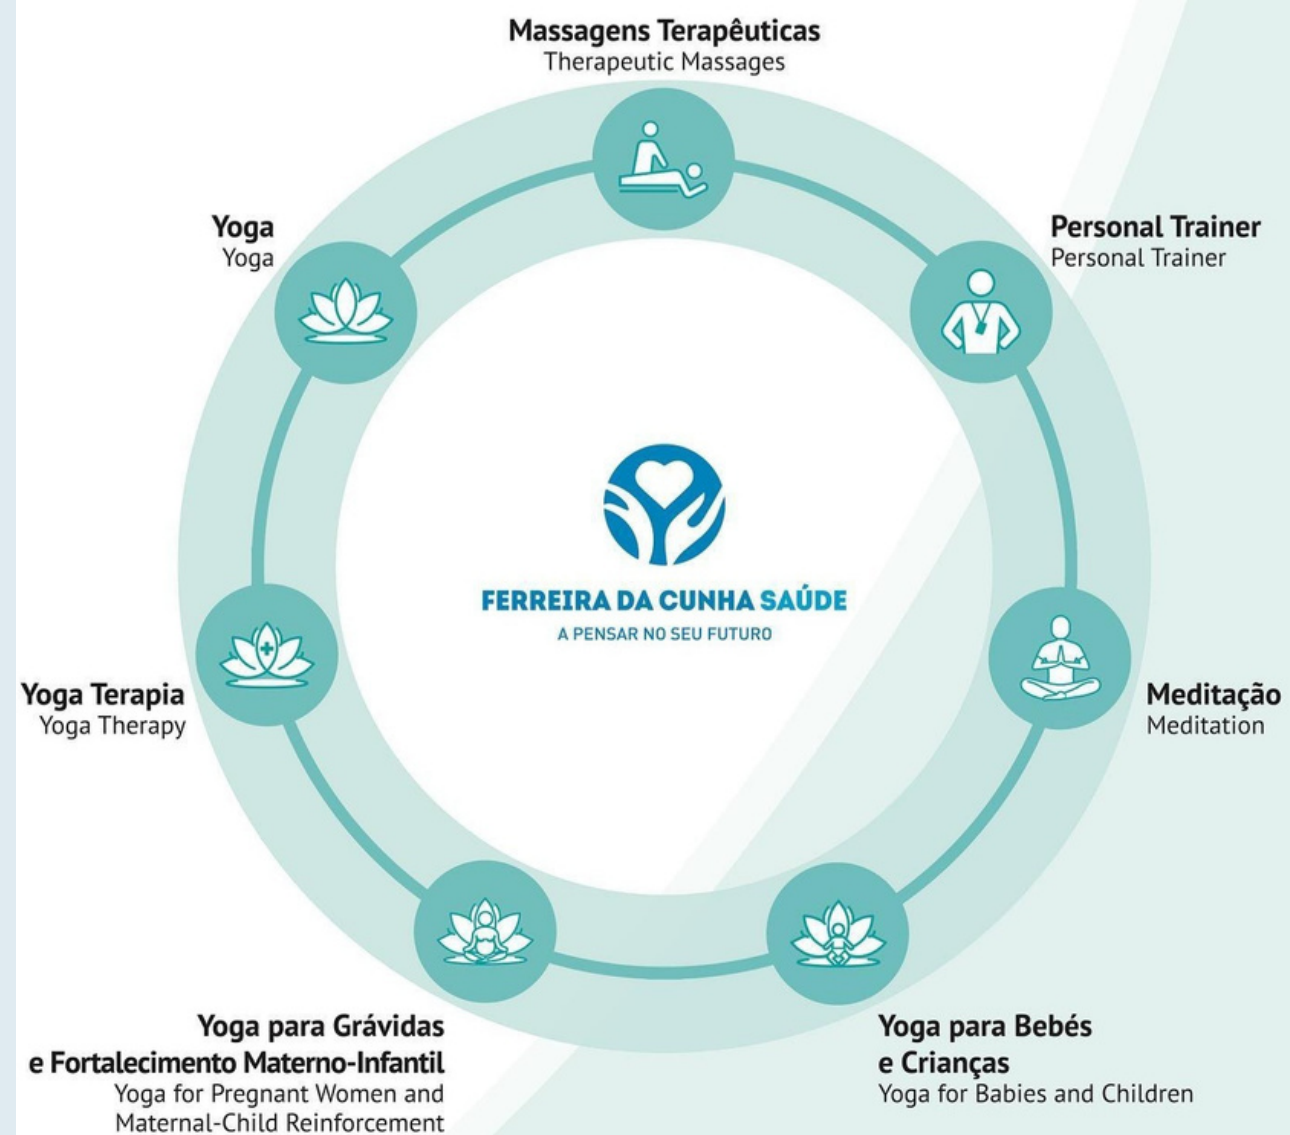 Massagens Terapêuticas
Therapeutic Massages
Yoga
Yoga
Personal Trainer
Personal Trainer
FERREIRA DA CUNHA SAÚDE
A PENSAR NO SEU FUTURO
Yoga Terapia
Yoga Therapy
Meditação
Meditation
Yoga para Grávidas
e Fortalecimento Materno-Infantil
Yoga for Pregnant Women and
Maternal-Child Reinforcement
Yoga para Bebés
e Crianças
Yoga for Babies and Children